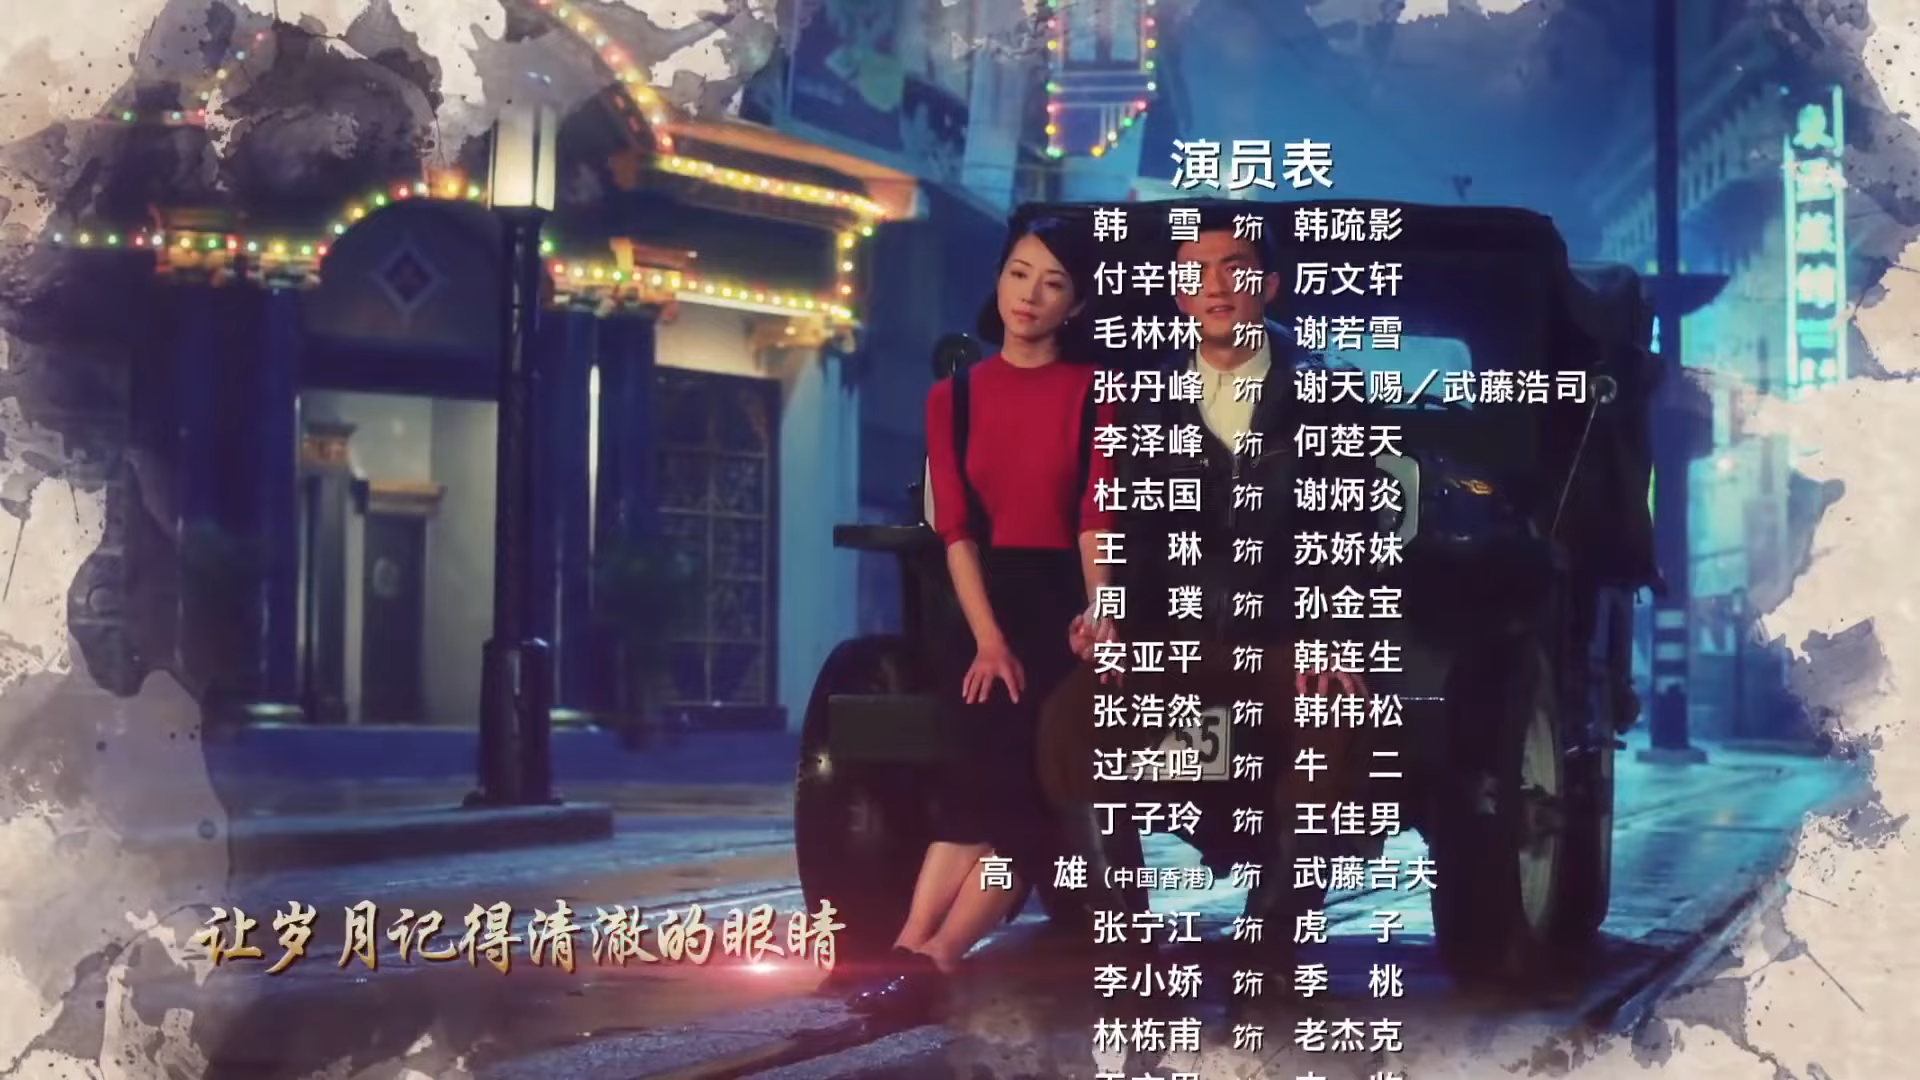 演员表
韩　雪 饰 韩疏影
付辛博 饰 厉文轩
毛林林 饰 谢若雪
张丹峰 饰 谢天赐／武藤浩司
李泽峰 饰 何楚天
杜志国 饰 谢炳炎
王　琳 饰 苏娇妹
周　璞 饰 孙金宝
安亚平 饰 韩连生
张浩然 饰 韩伟松
过齐鸣 饰 牛　二
丁子玲 饰 王佳男
高　雄（中国香港）饰 武藤吉夫
张宁江 饰 虎　子
李小娇 饰 季　桃
林栋甫 饰 老杰克
让岁月记得清澈的眼睛
55